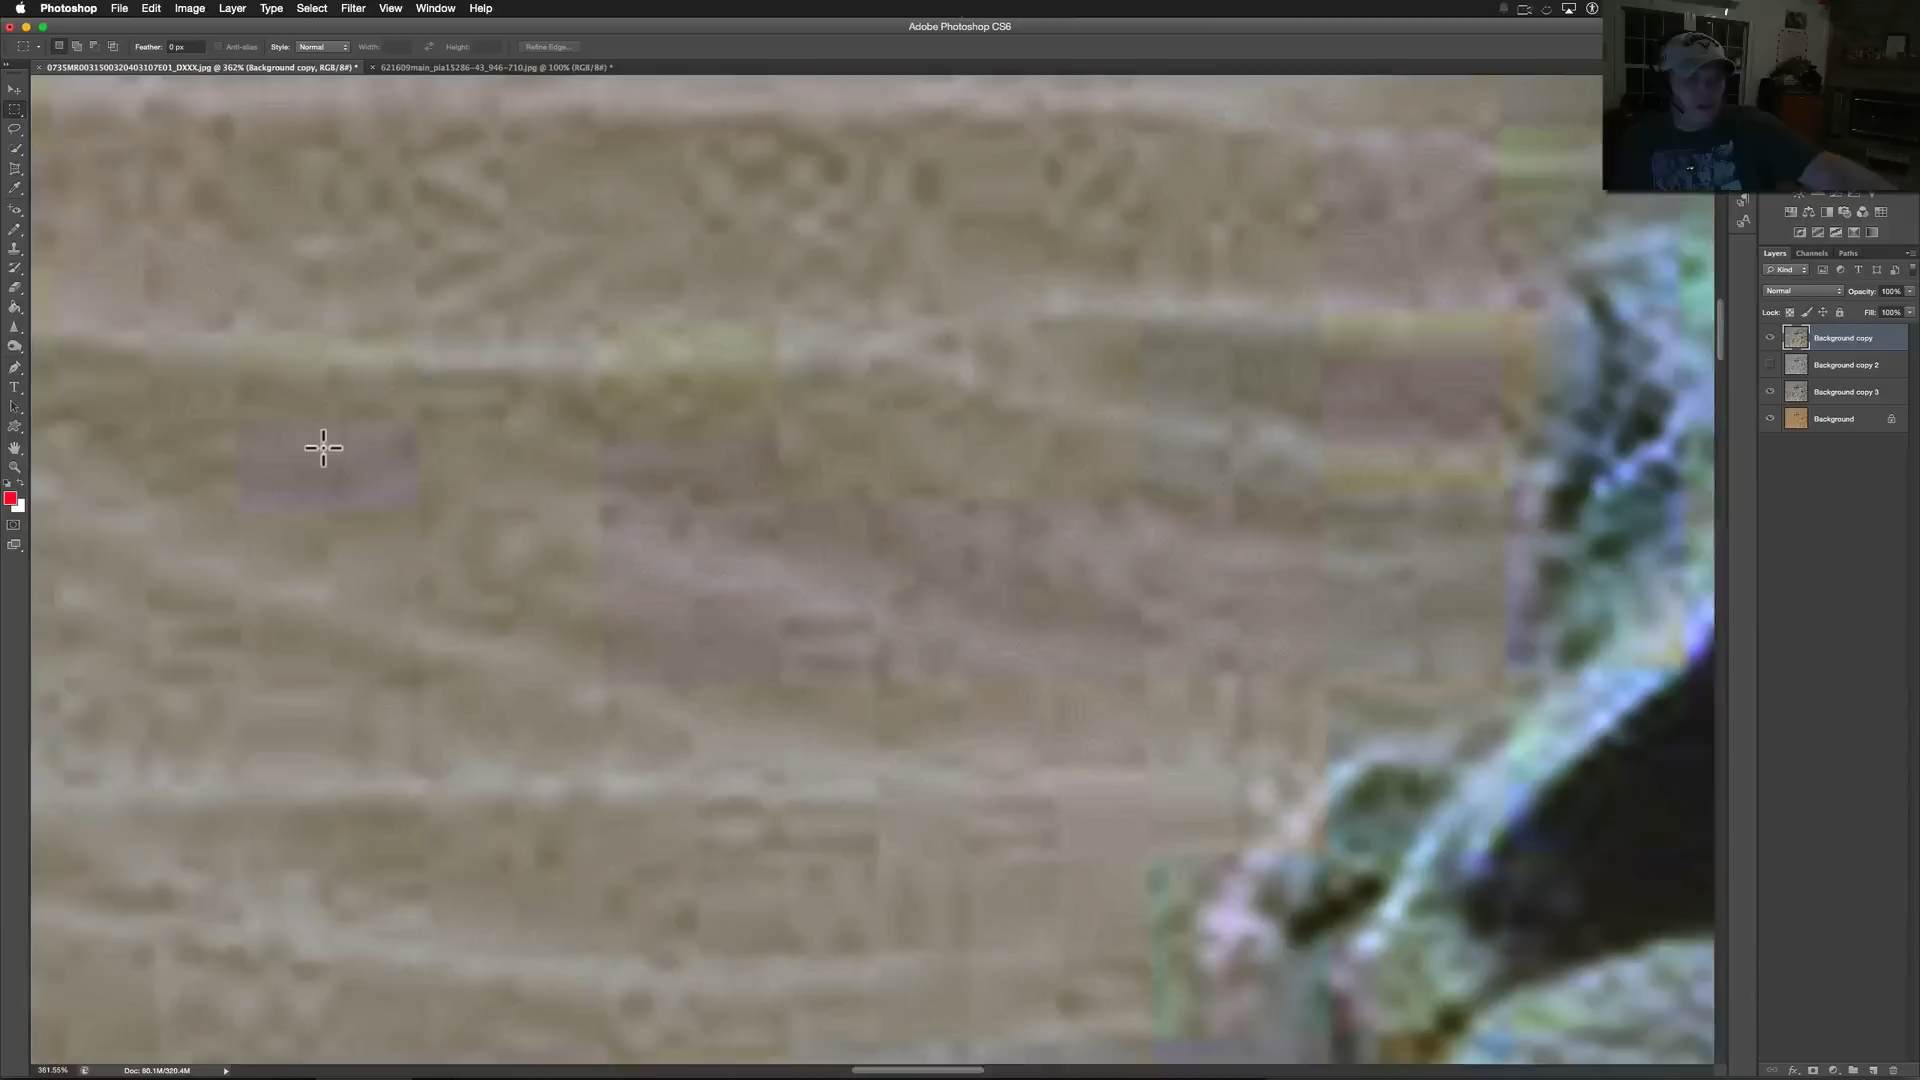 Photoshop File Edit Image Layer Type Select Filter View Window Help
Adobe Photoshop CS6
Feather: 0 px Anti-alias Style: Normal Width: Height: Refine Edge...
0735MR0031500320403107E01_DXXX.jpg @ 362% (Background copy, RGB/8#) * 621609main_pia15286-43_946-710.jpg @ 100% (RGB/8#) *
Layers Channels Paths
Kind
Normal Opacity: 100%
Lock: Fill: 100%
Background copy
Background copy 2
Background copy 3
Background
361.55% Doc: 60.1M/320.4M